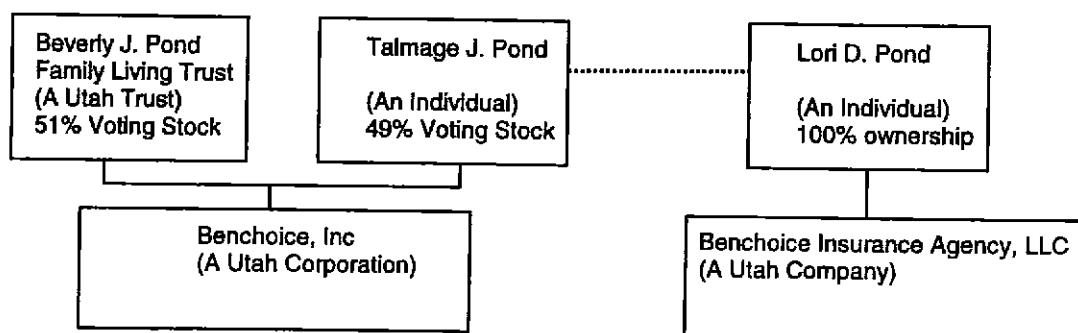 Beverly J. Pond
Family Living Trust
(A Utah Trust)
51% Voting Stock
Talmage J. Pond
(An Individual)
49% Voting Stock
Lori D. Pond
(An Individual)
100% ownership
Benchoice, Inc
(A Utah Corporation)
Benchoice Insurance Agency, LLC
(A Utah Company)